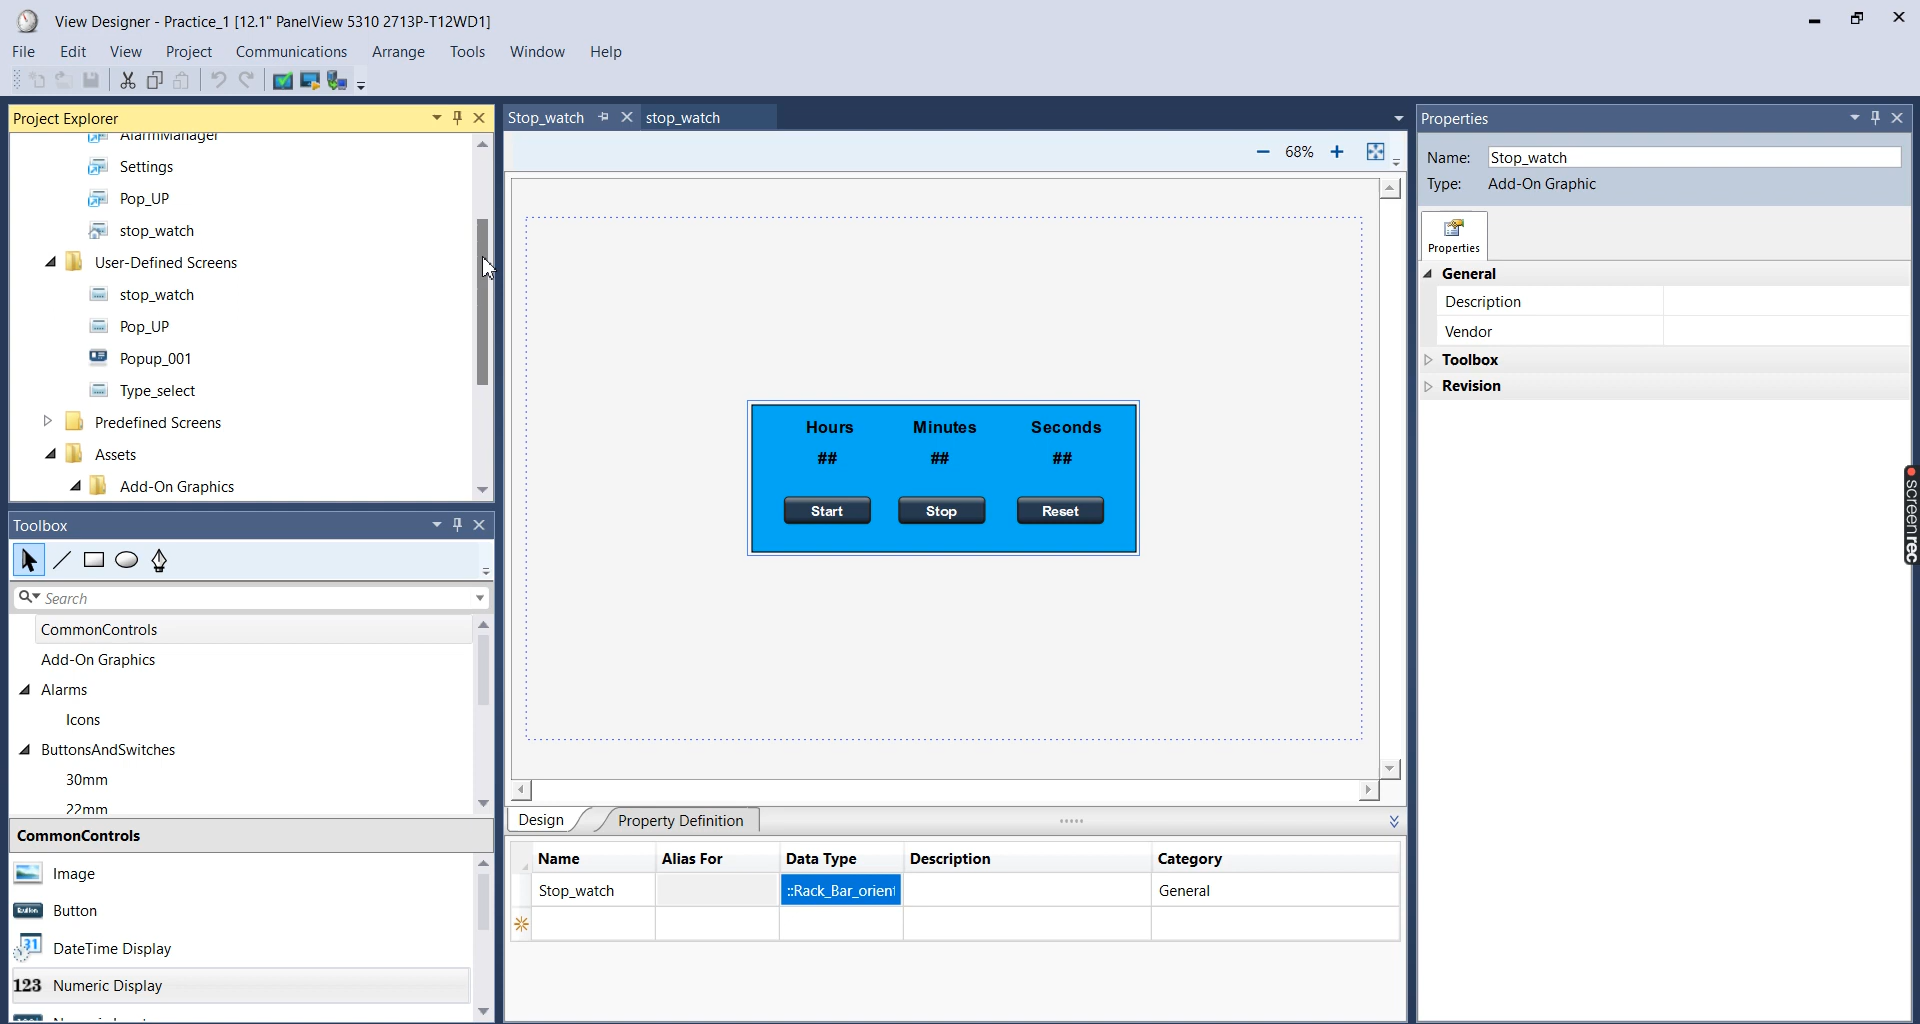 View Designer - Practice_1 [12.1" PanelView 5310 2713P-T12WD1]
File Edit View Project Communications Arrange Tools Window Help
Project Explorer
AlarmManager
Settings
Pop_UP
stop_watch
User-Defined Screens
stop_watch
Pop_UP
Popup_001
Type_select
Predefined Screens
Assets
Add-On Graphics
Toolbox
Search
CommonControls
Add-On Graphics
Alarms
Icons
ButtonsAndSwitches
30mm
22mm
CommonControls
Image
Button
Button
31 DateTime Display
123 Numeric Display
Stop_watch stop_watch
68%
Hours Minutes Seconds
## ## ##
Start Stop Reset
Design Property Definition
Name Alias For Data Type Description Category
Stop_watch ::Rack_Bar_orient General
Properties
Name: Stop_watch
Type: Add-On Graphic
Properties
General
Description
Vendor
Toolbox
Revision
screenrec